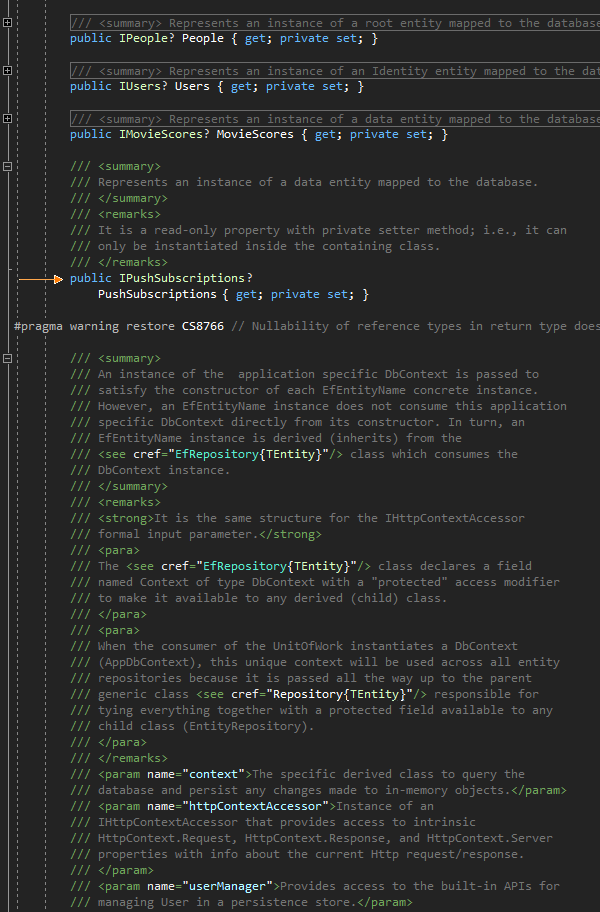 /// <summary> Represents an instance of a root entity mapped to the database
public IPeople? People { get; private set; }
/// <summary> Represents an instance of an Identity entity mapped to the dat
public IUsers? Users { get; private set; }
/// <summary> Represents an instance of a data entity mapped to the database
public IMovieScores? MovieScores { get; private set; }
/// <summary>
/// Represents an instance of a data entity mapped to the database.
/// </summary>
/// <remarks>
/// It is a read-only property with private setter method; i.e., it can
/// only be instantiated inside the containing class.
/// </remarks>
public IPushSubscriptions?
PushSubscriptions { get; private set; }
#pragma warning restore CS8766 // Nullability of reference types in return type does
/// <summary>
/// An instance of the  application specific DbContext is passed to
/// satisfy the constructor of each EfEntityName concrete instance.
/// However, an EfEntityName instance does not consume this application
/// specific DbContext directly from its constructor. In turn, an
/// EfEntityName instance is derived (inherits) from the
/// <see cref="EfRepository{TEntity}"/> class which consumes the
/// DbContext instance.
/// </summary>
/// <remarks>
/// <strong>It is the same structure for the IHttpContextAccessor
/// formal input parameter.</strong>
/// <para>
/// The <see cref="EfRepository{TEntity}"/> class declares a field
/// named Context of type DbContext with a "protected" access modifier
/// to make it available to any derived (child) class.
/// </para>
/// <para>
/// When the consumer of the UnitOfWork instantiates a DbContext
/// (AppDbContext), this unique context will be used across all entity
/// repositories because it is passed all the way up to the parent
/// generic class <see cref="Repository{TEntity}"/> responsible for
/// tying everything together with a protected field available to any
/// child class (EntityRepository).
/// </para>
/// </remarks>
/// <param name="context">The specific derived class to query the
/// database and persist any changes made to in-memory objects.</param>
/// <param name="httpContextAccessor">Instance of an
/// IHttpContextAccessor that provides access to intrinsic
/// HttpContext.Request, HttpContext.Response, and HttpContext.Server
/// properties with info about the current Http request/response.
/// </param>
/// <param name="userManager">Provides access to the built-in APIs for
/// managing User in a persistence store.</param>